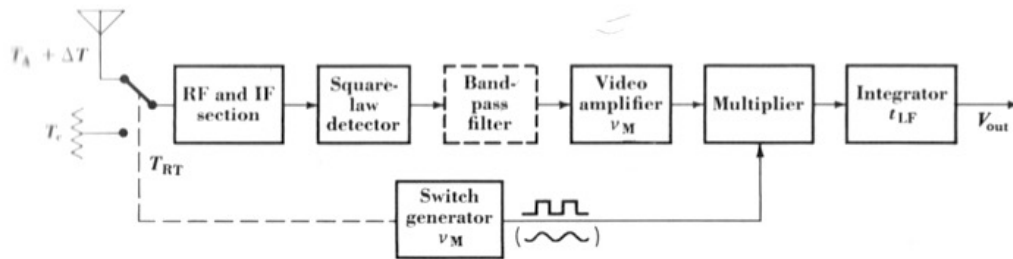 T_A + ΔT
RF and IF
section
Square-
law
detector
Band-
pass
filter
Video
amplifier
ν_M
Multiplier
Integrator
t_LF
V_out
T_c
T_RT
Switch
generator
ν_M